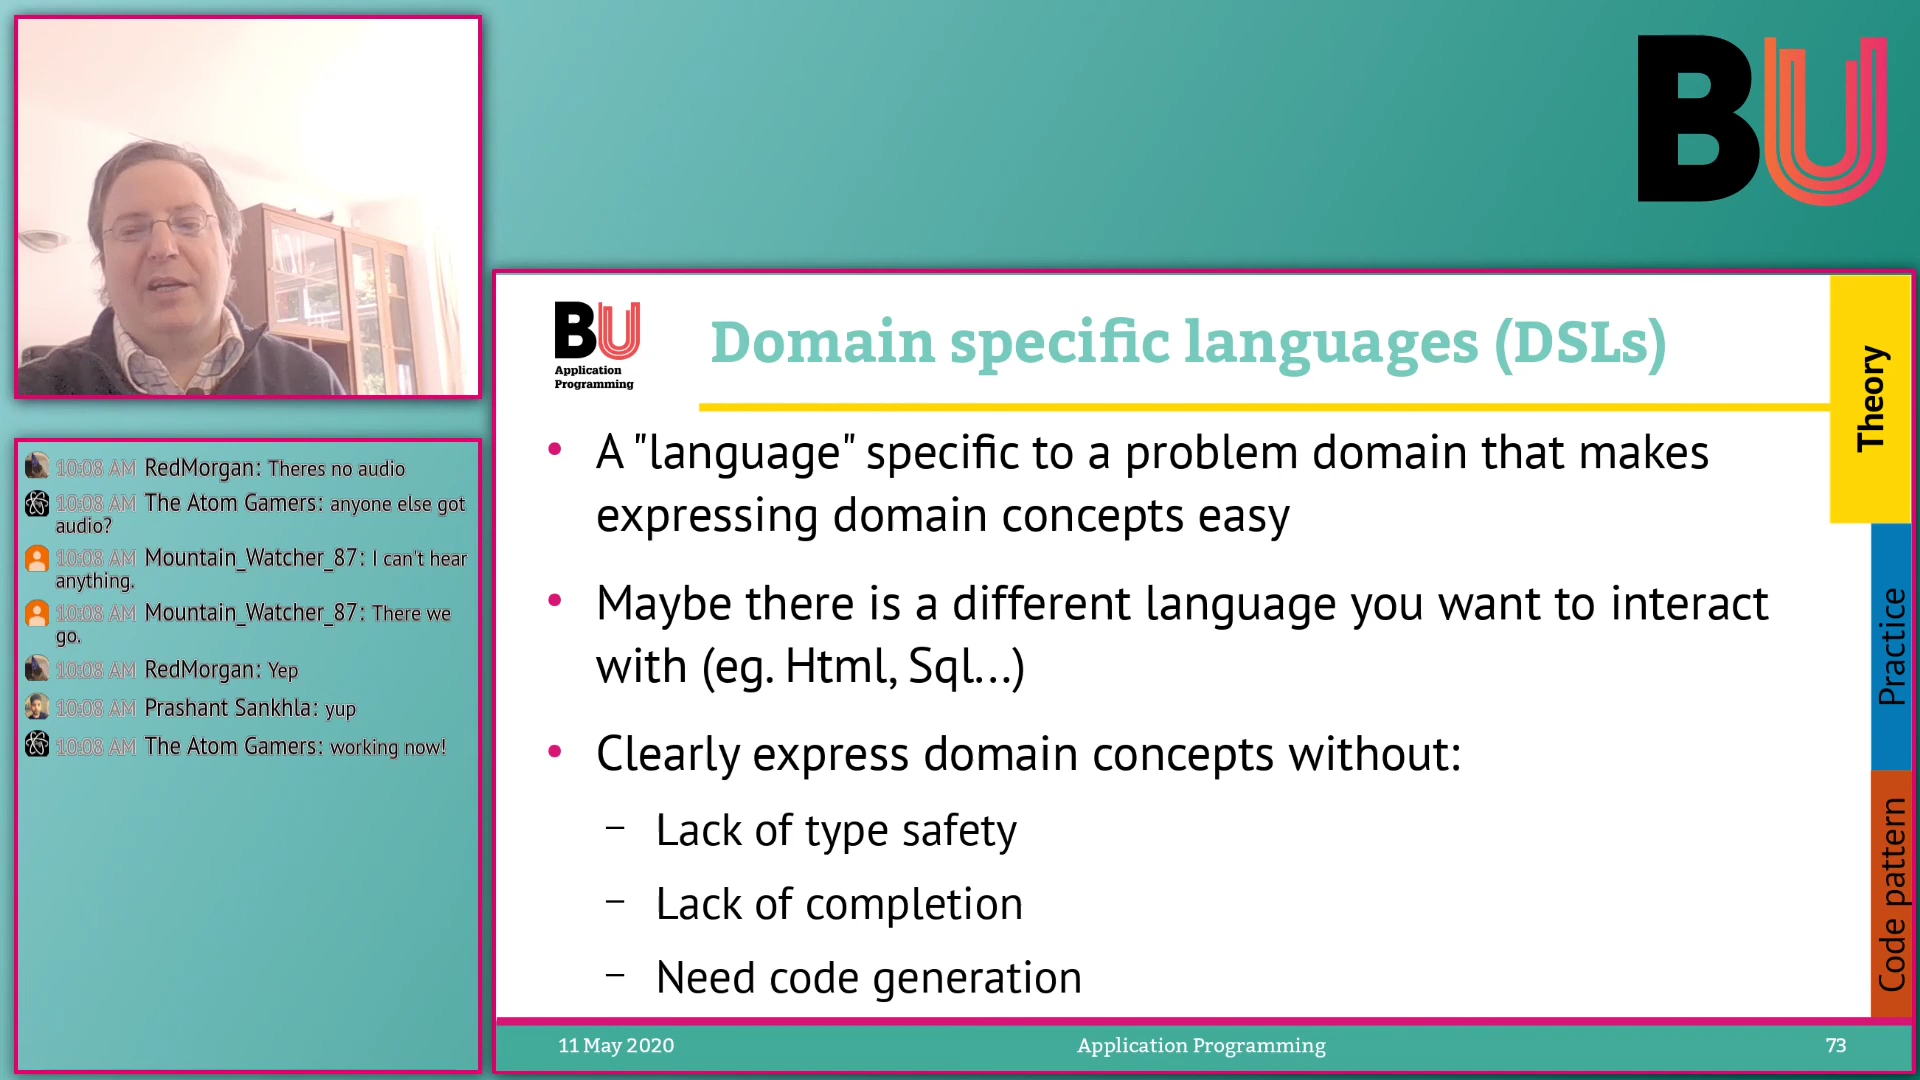 BU
10:08 AM RedMorgan: Theres no audio
10:08 AM The Atom Gamers: anyone else got
audio?
10:08 AM Mountain_Watcher_87: I can't hear
anything.
10:08 AM Mountain_Watcher_87: There we
go.
10:08 AM RedMorgan: Yep
10:08 AM Prashant Sankhla: yup
10:08 AM The Atom Gamers: working now!
BU
Application
Programming
Domain specific languages (DSLs)
• A "language" specific to a problem domain that makes
expressing domain concepts easy
• Maybe there is a different language you want to interact
with (eg. Html, Sql...)
• Clearly express domain concepts without:
– Lack of type safety
– Lack of completion
– Need code generation
Theory
Practice
Code pattern
11 May 2020
Application Programming
73